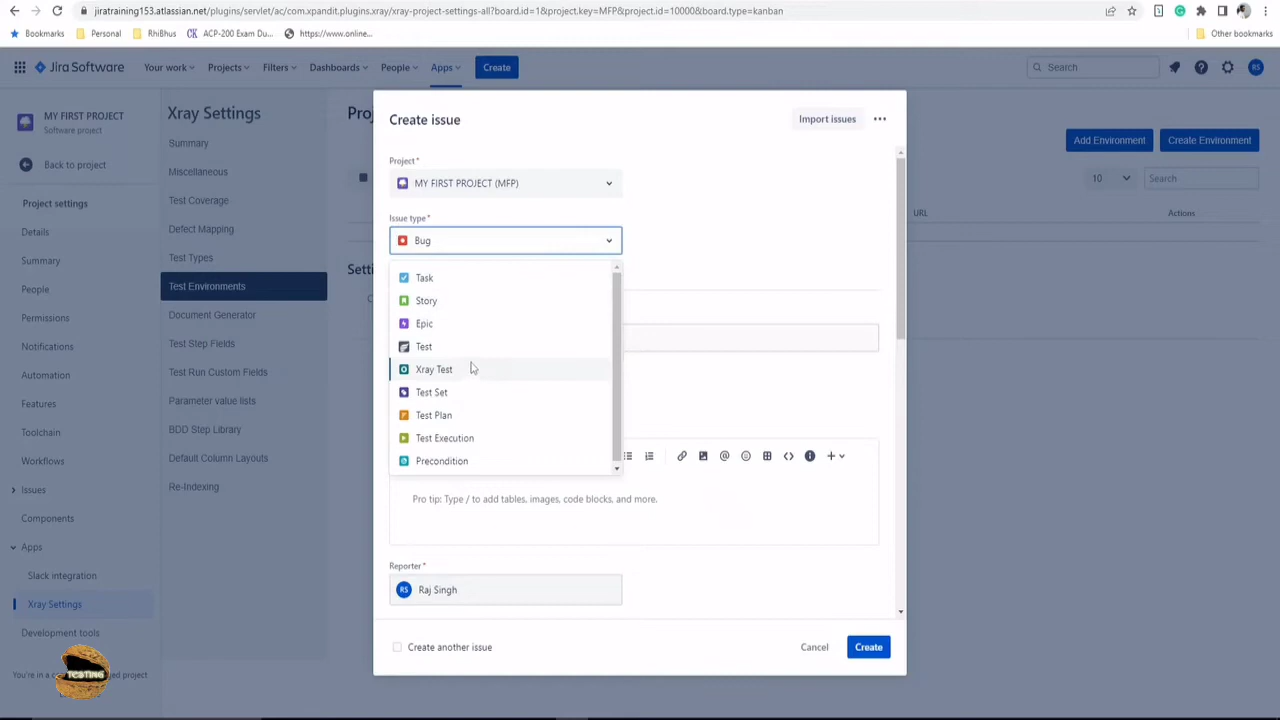 jiratraining153.atlassian.net/plugins/servlet/ac/com.xpandit.plugins.xray/xray-project-settings-all?board.id=1&project.key=MFP&project.id=10000&board.type=kanban
Bookmarks
Personal
RhiBhus
ACP-200 Exam Du...
https://www.online...
Other bookmarks
Jira Software
Your work
Projects
Filters
Dashboards
People
Apps
Create
Search
RS
MY FIRST PROJECT
Software project
Back to project
Project settings
Details
Summary
People
Permissions
Notifications
Automation
Features
Toolchain
Workflows
Issues
Components
Apps
Slack integration
Xray Settings
Development tools
You're in a c
d project
TESTING
Xray Settings
Summary
Miscellaneous
Test Coverage
Defect Mapping
Test Types
Test Environments
Document Generator
Test Step Fields
Test Run Custom Fields
Parameter value lists
BDD Step Library
Default Column Layouts
Re-Indexing
Add Environment
Create Environment
10
Search
URL
Actions
Create issue
Import issues
Project *
MY FIRST PROJECT (MFP)
Issue type *
Bug
Task
Story
Epic
Test
Xray Test
Test Set
Test Plan
Test Execution
Precondition
Pro tip: Type / to add tables, images, code blocks, and more.
Reporter *
RS Raj Singh
Create another issue
Cancel
Create